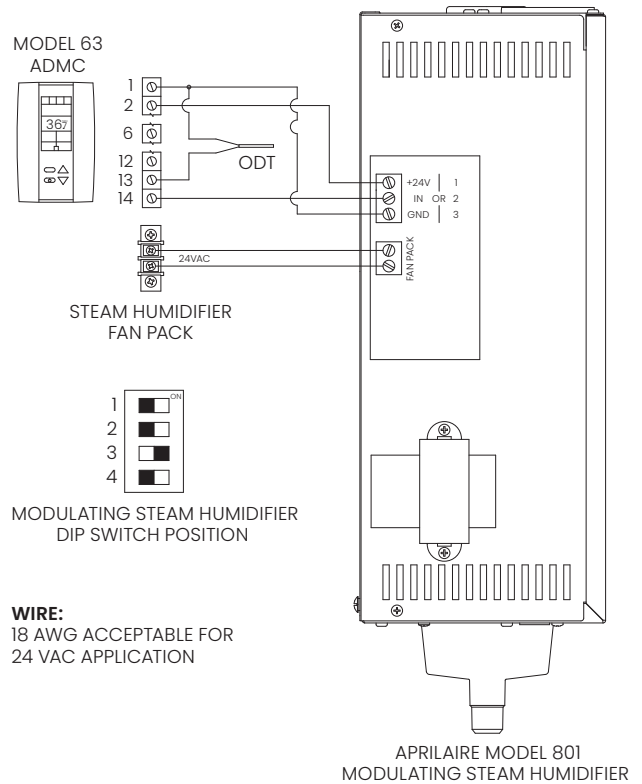 MODEL 63
ADMC
367
1
2
6
12
13
14
ODT
24VAC
STEAM HUMIDIFIER
FAN PACK
+24V | 1
IN OR 2
GND | 3
FAN PACK
ON
1
2
3
4
MODULATING STEAM HUMIDIFIER
DIP SWITCH POSITION
WIRE:
18 AWG ACCEPTABLE FOR
24 VAC APPLICATION
APRILAIRE MODEL 801
MODULATING STEAM HUMIDIFIER